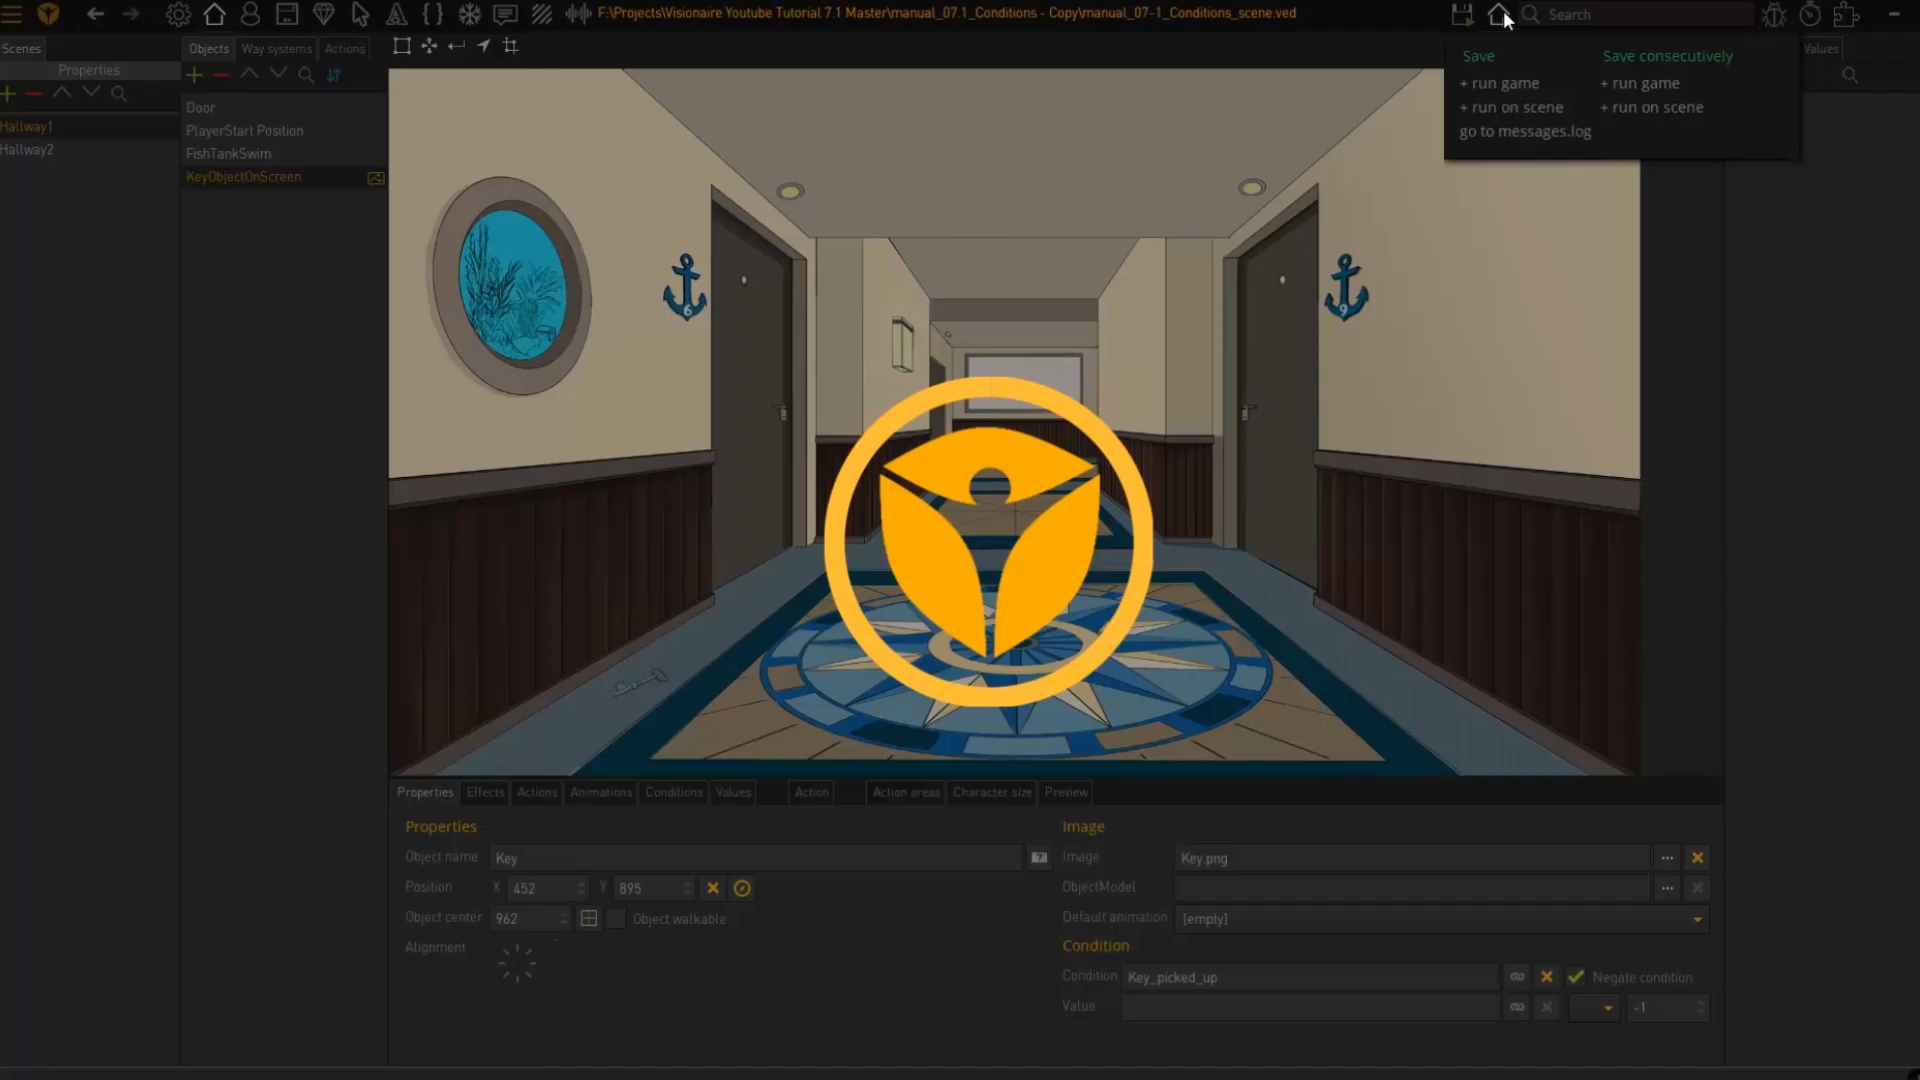 F:\Projects\Visionaire Youtube Tutorial 7.1 Master\manual_07.1_Conditions - Copy\manual_07-1_Conditions_scene.ved
Search
Scenes
Objects
Way systems
Actions
Save
Save consecutively
Values
Properties
+ run game
+ run game
+ run on scene
+ run on scene
go to messages.log
Hallway1
Hallway2
Door
PlayerStart Position
FishTankSwim
KeyObjectOnScreen
6
9
Properties
Effects
Actions
Animations
Conditions
Values
Action
Action areas
Character size
Preview
Properties
Image
Object name
Key
Image
Key.png
...
Position
X
452
Y
895
ObjectModel
...
Object center
962
Object walkable
Default animation
[empty]
Alignment
Condition
Condition
Key_picked_up
Negate condition
Value
-1